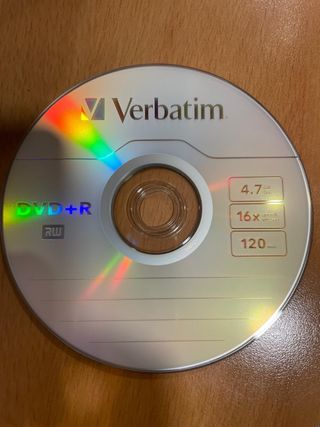 Verbatim
DVD+R
RW
4.7
16x
120